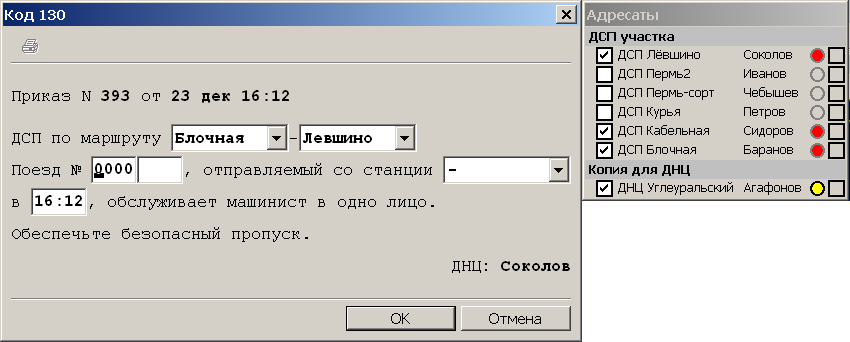 Код 130
Приказ N 393 от 23 дек 16:12
ДСП по маршруту Блочная - Левшино
Поезд № 0000 , отправляемый со станции -
в 16:12, обслуживает машинист в одно лицо.
Обеспечьте безопасный пропуск.
ДНЦ: Соколов
OK Отмена
Адресаты
ДСП участка
ДСП Лёвшино Соколов
ДСП Пермь2 Иванов
ДСП Пермь-сорт Чебышев
ДСП Курья Петров
ДСП Кабельная Сидоров
ДСП Блочная Баранов
Копия для ДНЦ
ДНЦ Углеуральский Агафонов